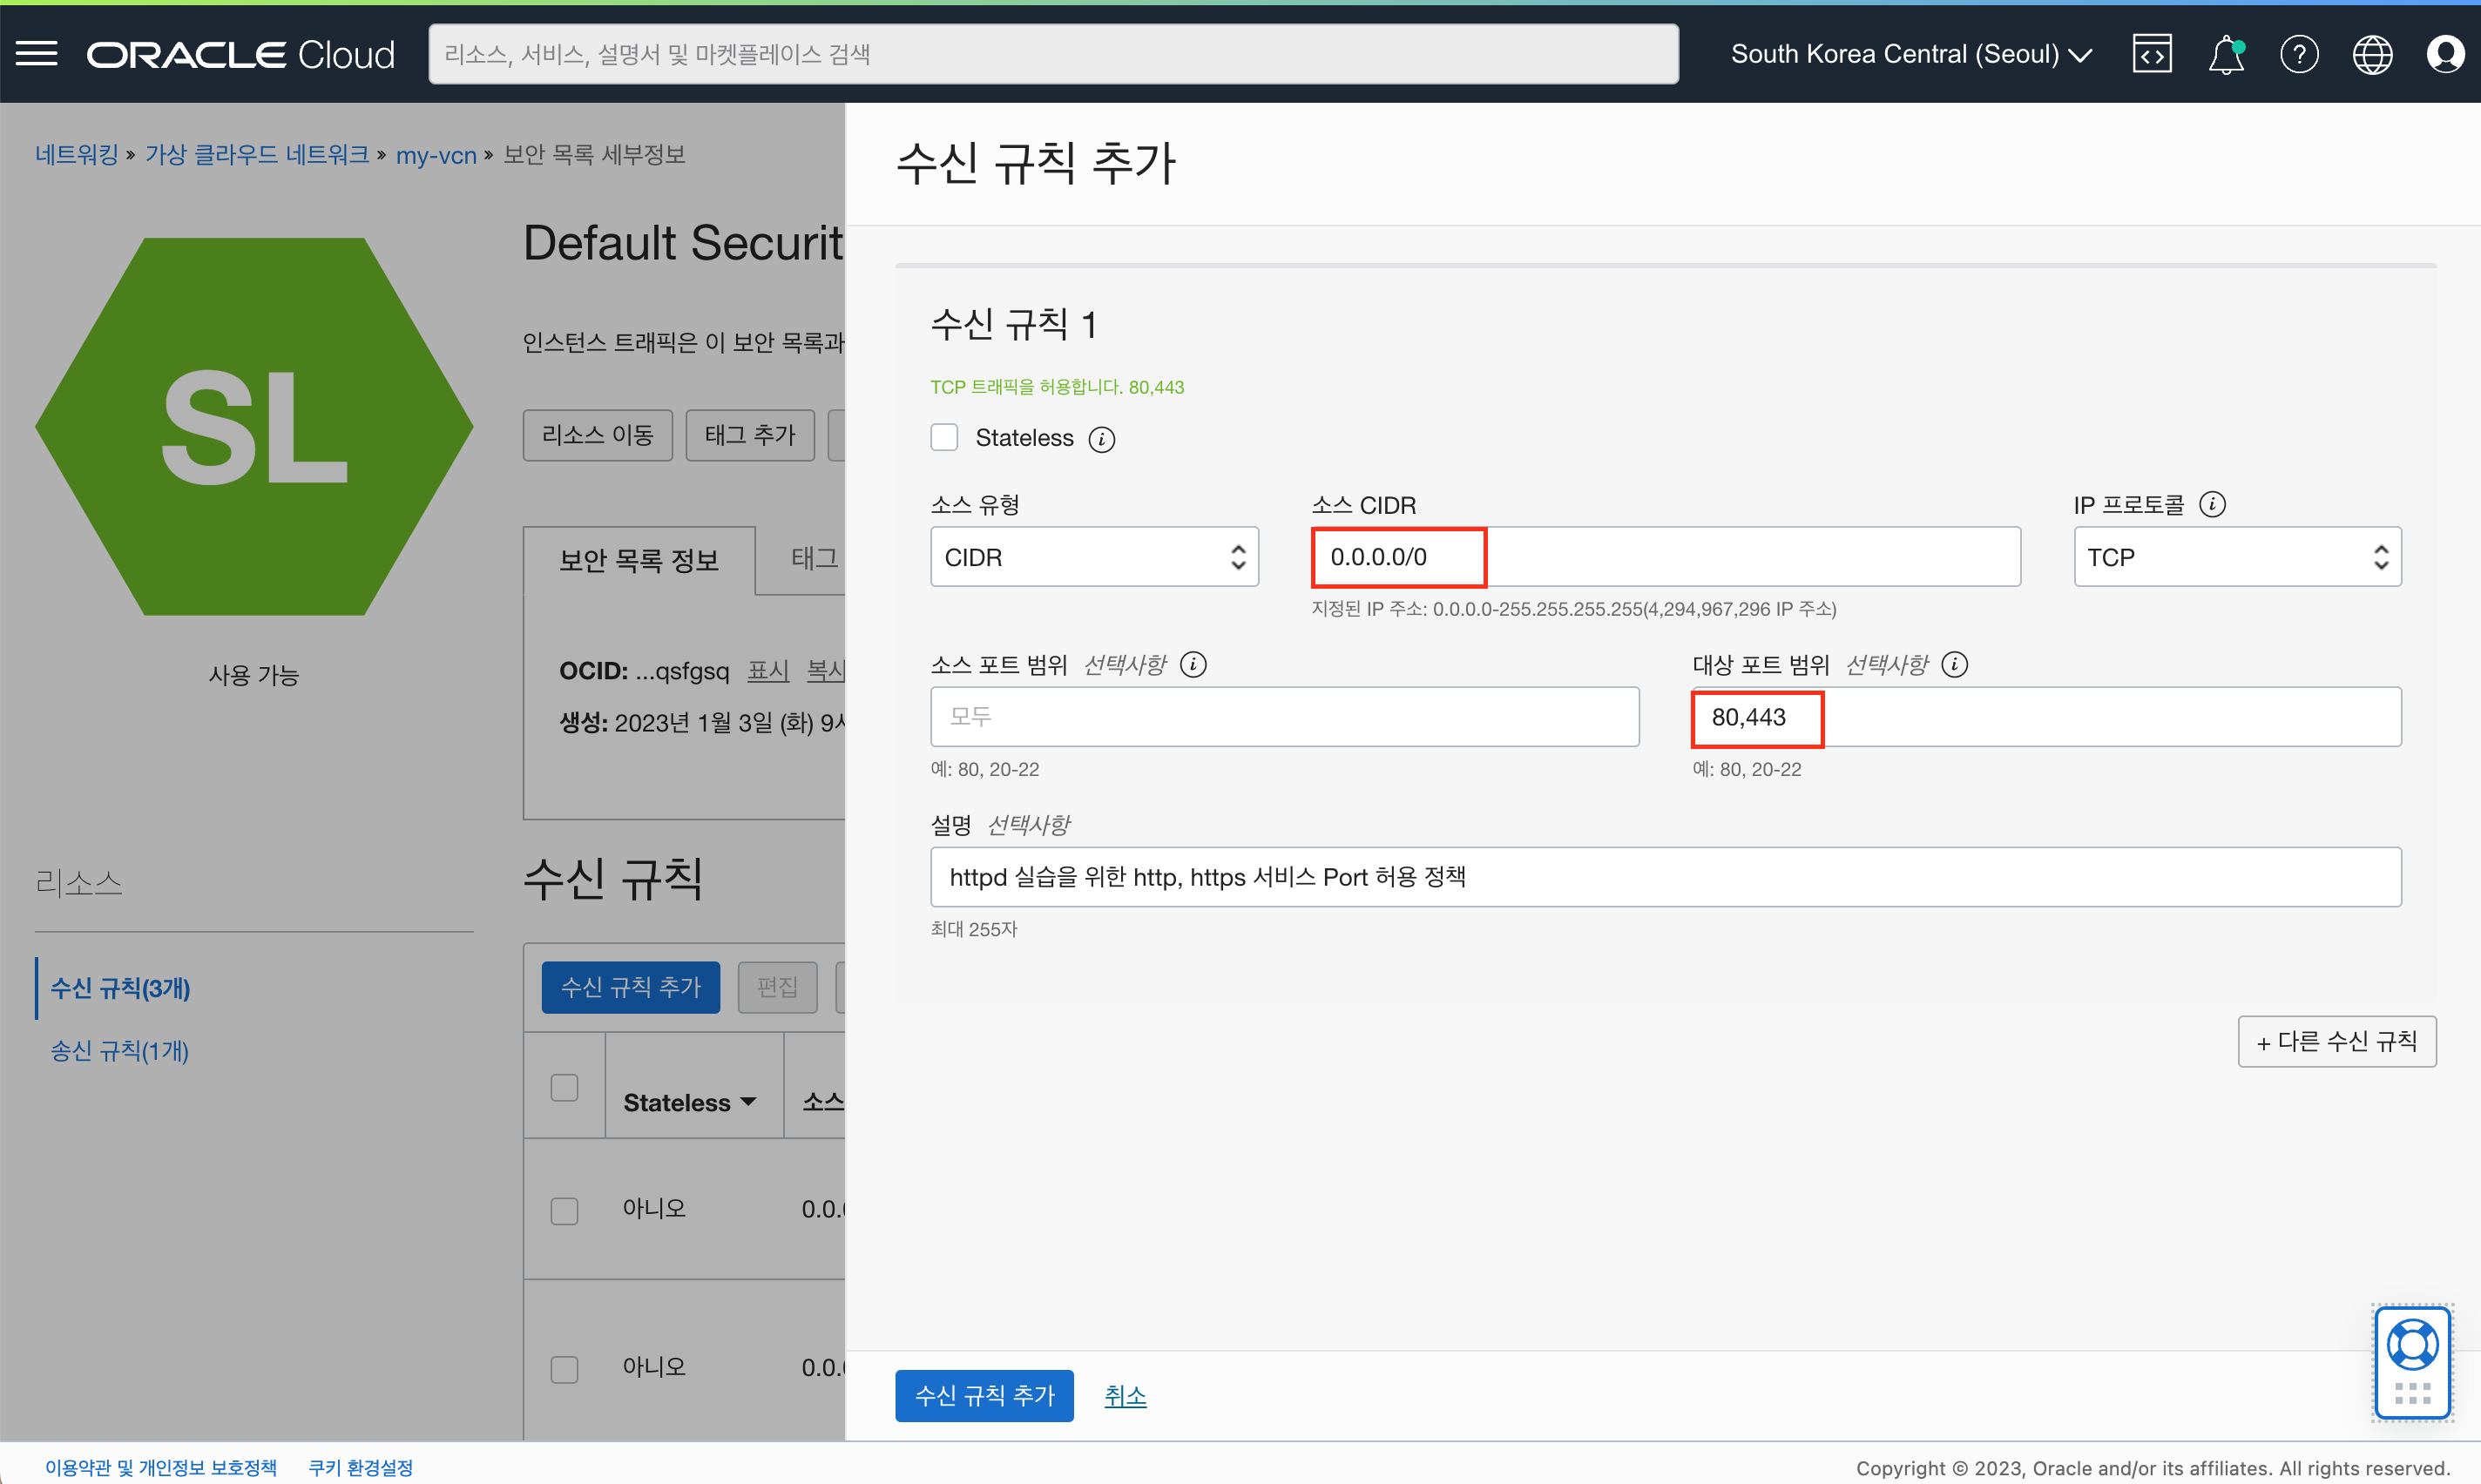 ORACLE Cloud
리소스, 서비스, 설명서 및 마켓플레이스 검색
South Korea Central (Seoul)
네트워킹 » 가상 클라우드 네트워크 » my-vcn » 보안 목록 세부정보
SL
사용 가능
Default Securit
인스턴스 트래픽은 이 보안 목록과
리소스 이동
태그 추가
보안 목록 정보
태그
OCID: ...qsfgsq 표시 복사
생성: 2023년 1월 3일 (화) 9시
리소스
수신 규칙(3개)
송신 규칙(1개)
수신 규칙
수신 규칙 추가
편집
Stateless
소스
아니오
0.0.
아니오
0.0.
수신 규칙 추가
수신 규칙 1
TCP 트래픽을 허용합니다. 80,443
Stateless
소스 유형
CIDR
소스 CIDR
0.0.0.0/0
지정된 IP 주소: 0.0.0.0-255.255.255.255(4,294,967,296 IP 주소)
IP 프로토콜
TCP
소스 포트 범위 선택사항
모두
예: 80, 20-22
대상 포트 범위 선택사항
80,443
예: 80, 20-22
설명 선택사항
httpd 실습을 위한 http, https 서비스 Port 허용 정책
최대 255자
+ 다른 수신 규칙
수신 규칙 추가
취소
이용약관 및 개인정보 보호정책
쿠키 환경설정
Copyright © 2023, Oracle and/or its affiliates. All rights reserved.